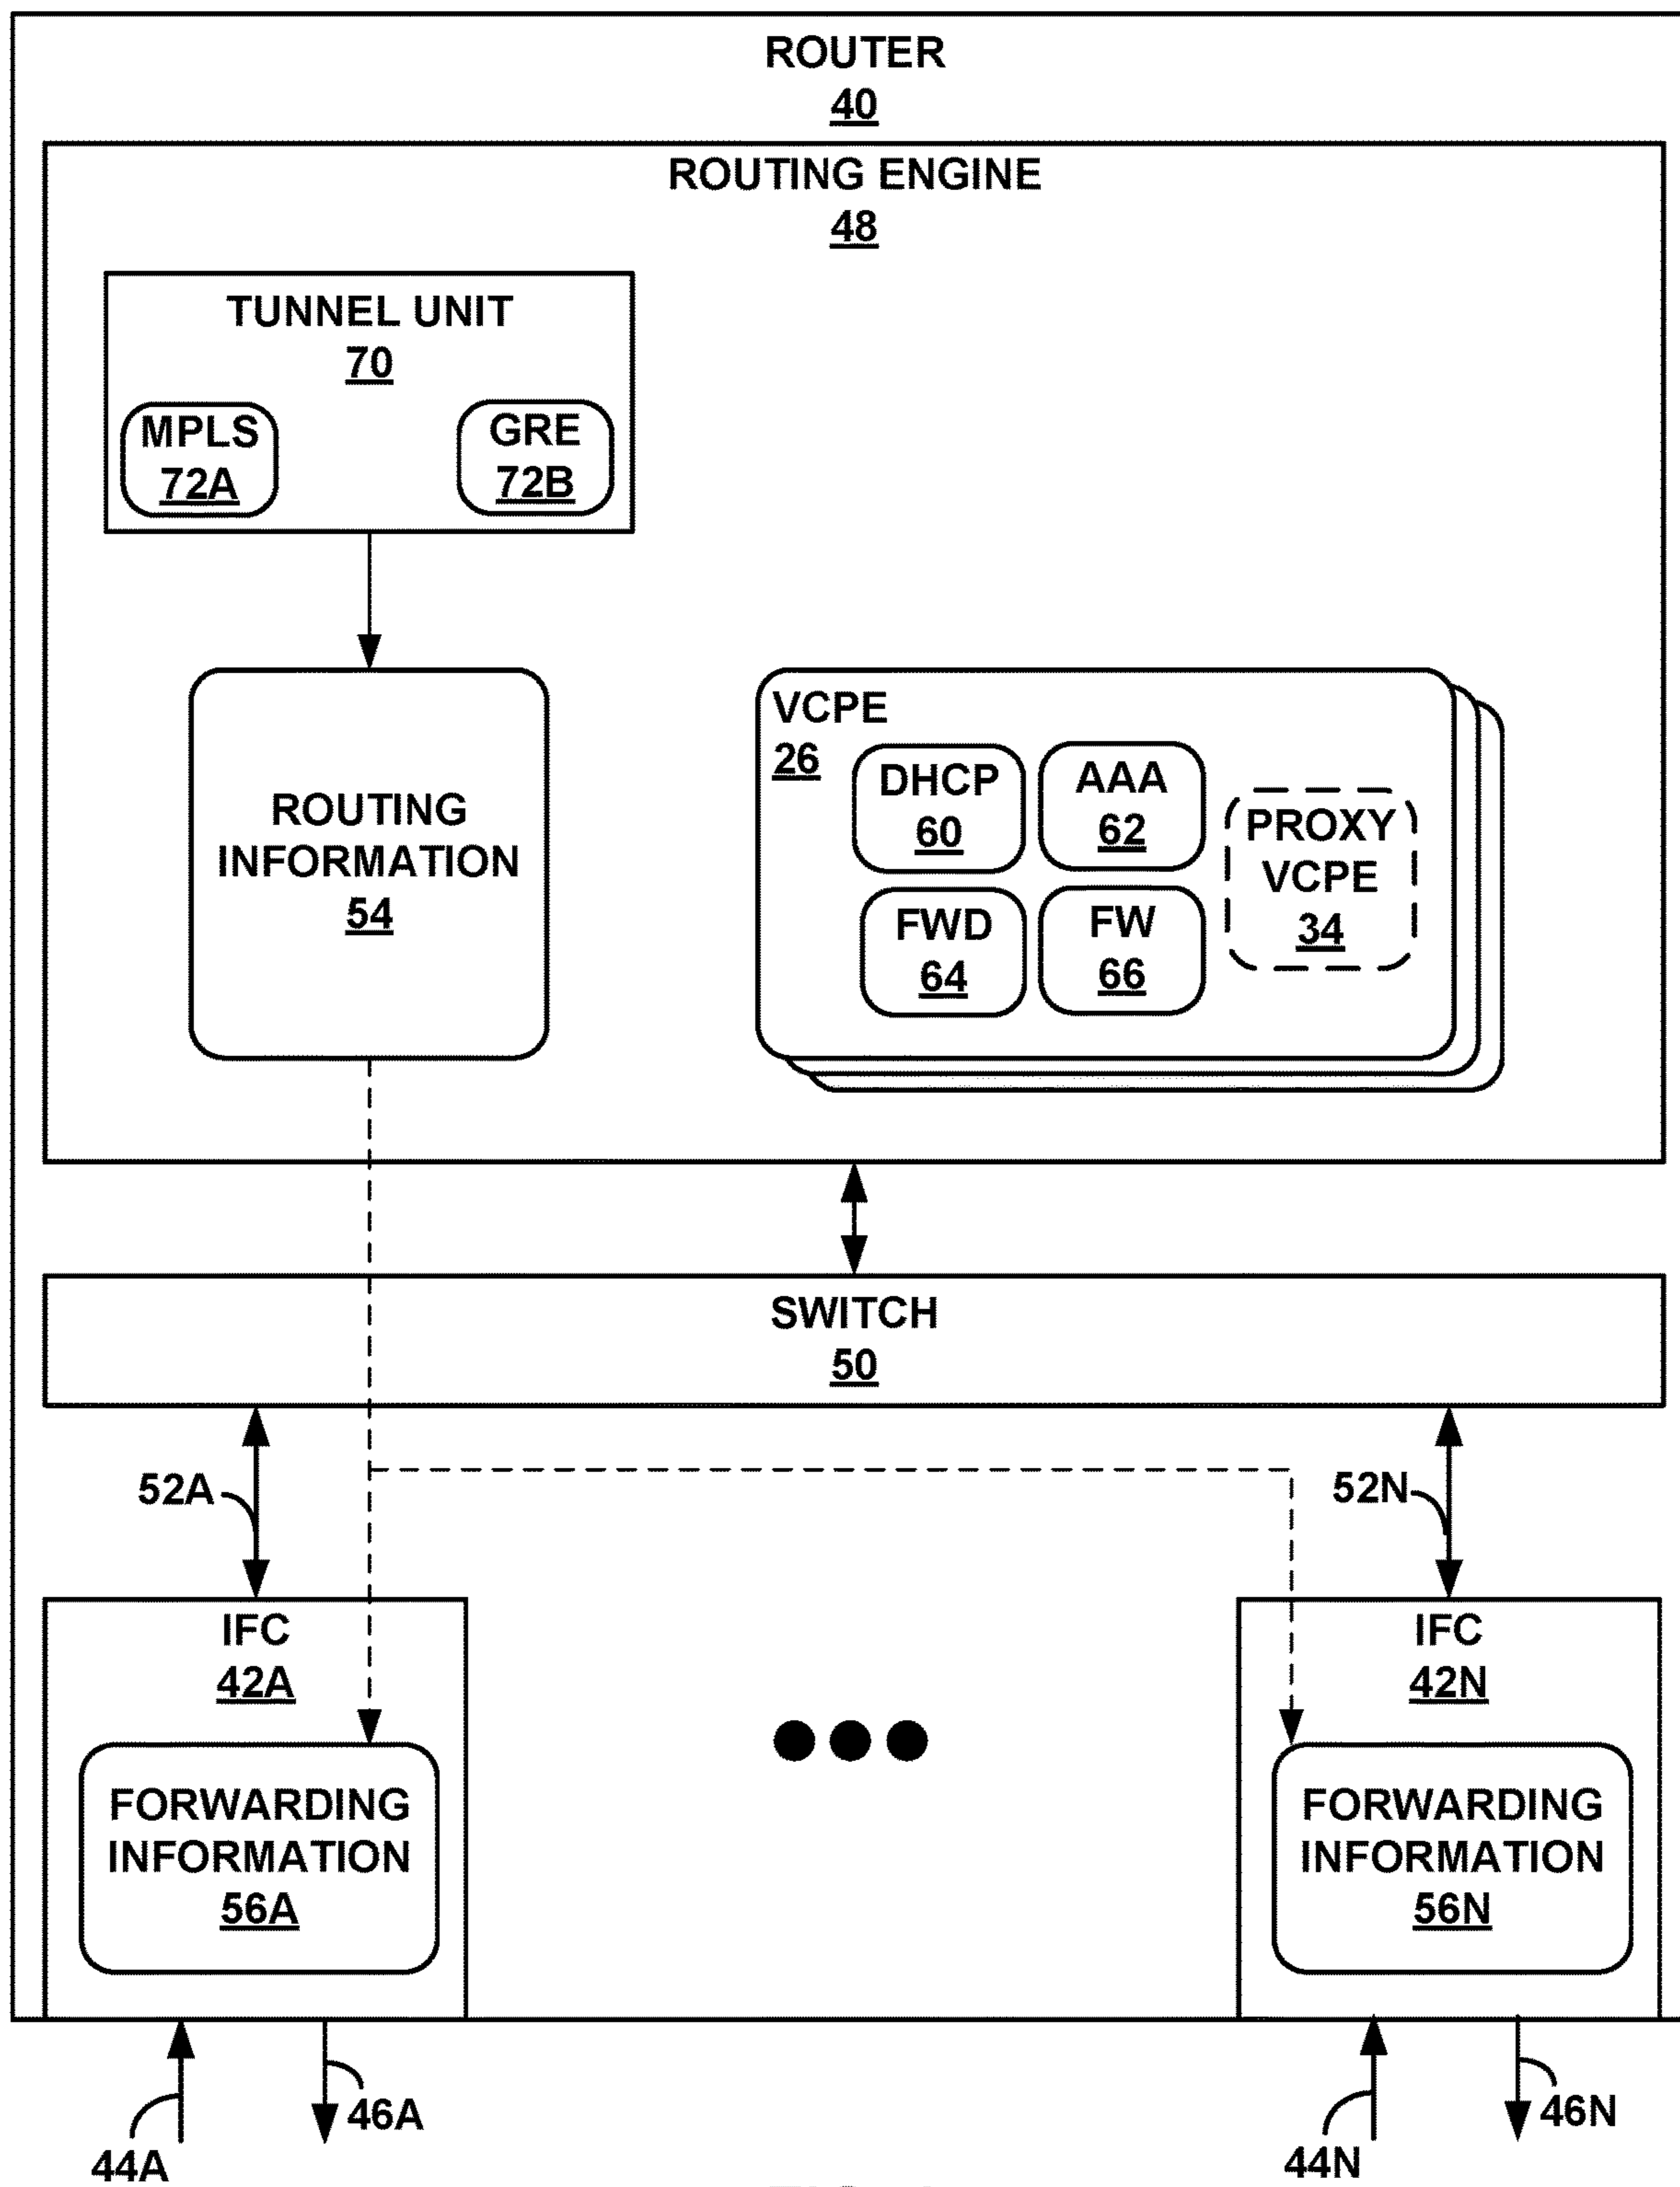 ROUTER
40
ROUTING ENGINE
48
TUNNEL UNIT
70
MPLS
72A
GRE
72B
ROUTING
INFORMATION
54
VCPE
26
DHCP
60
AAA
62
FWD
64
FW
66
PROXY
VCPE
34
SWITCH
50
52A
52N
IFC
42A
FORWARDING
INFORMATION
56A
IFC
42N
FORWARDING
INFORMATION
56N
44A
46A
44N
46N